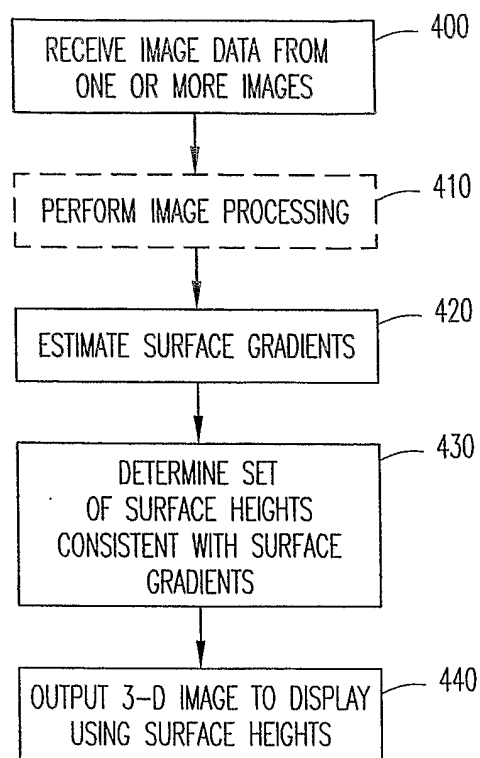 400
RECEIVE IMAGE DATA FROM
ONE OR MORE IMAGES
410
PERFORM IMAGE PROCESSING
420
ESTIMATE SURFACE GRADIENTS
430
DETERMINE SET
OF SURFACE HEIGHTS
CONSISTENT WITH SURFACE
GRADIENTS
440
OUTPUT 3-D IMAGE TO DISPLAY
USING SURFACE HEIGHTS